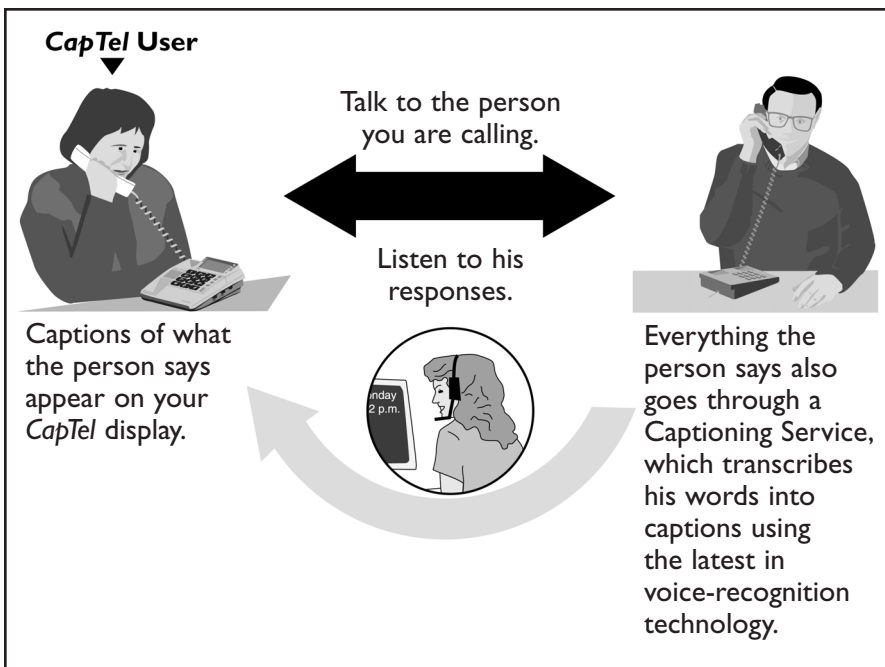 CapTel User
Talk to the person
you are calling.
Listen to his
responses.
Captions of what
the person says
appear on your
CapTel display.
nday
2 p.m.
Everything the
person says also
goes through a
Captioning Service,
which transcribes
his words into
captions using
the latest in
voice-recognition
technology.